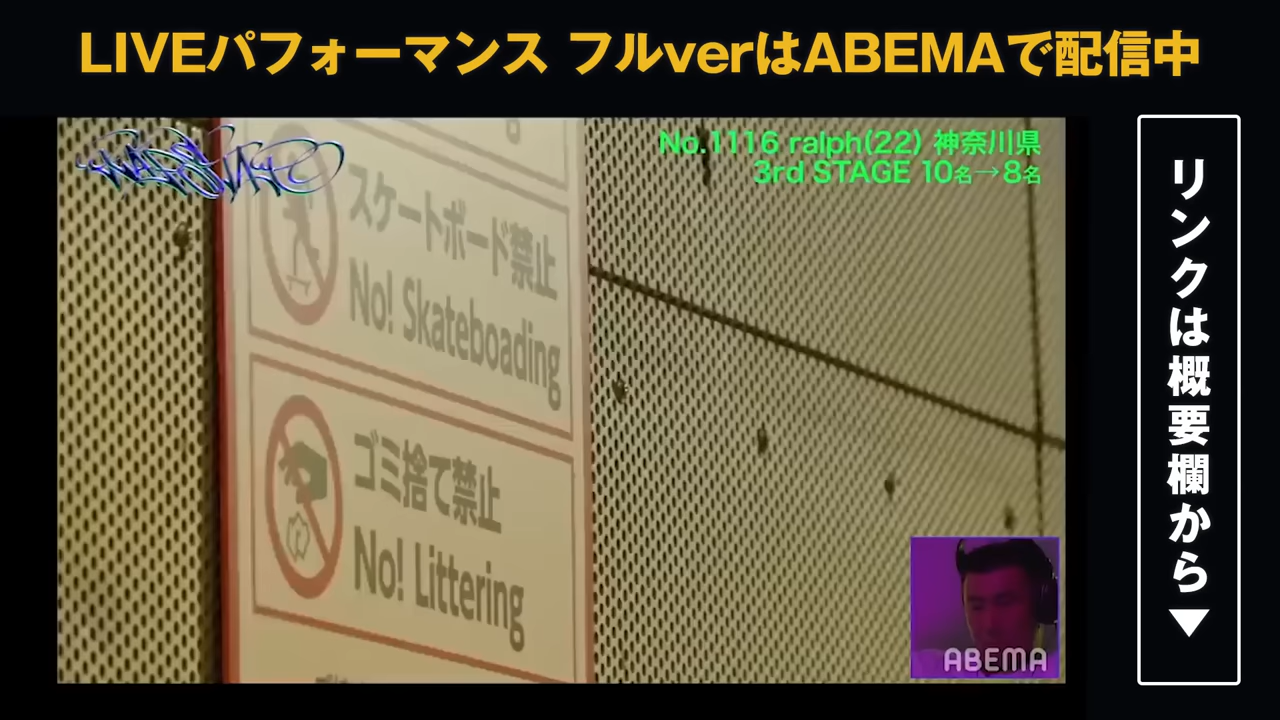 LIVEパフォーマンス フルverはABEMAで配信中
No.1116 ralph(22) 神奈川県
3rd STAGE 10名→8名
スケートボード禁止
No! Skateboading
ゴミ捨て禁止
No! Littering
ABEMA
リンクは概要欄から▼